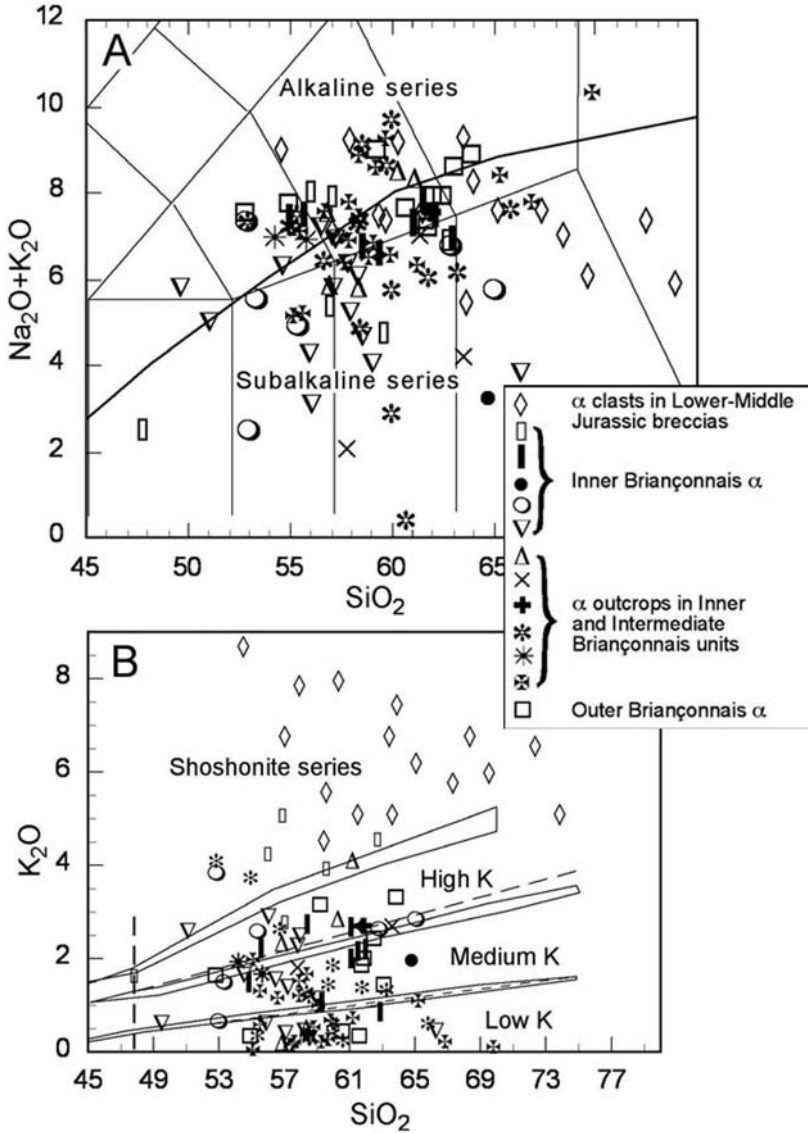 A
12
10
8
6
4
2
0
Na₂O+K₂O
Alkaline series
Subalkaline series
45
50
55
60
65
SiO₂
α clasts in Lower-Middle
Jurassic breccias
Inner Briançonnais α
α outcrops in Inner
and Intermediate
Briançonnais units
Outer Briançonnais α
B
8
6
4
2
0
K₂O
Shoshonite series
High K
Medium K
Low K
45
49
53
57
61
65
69
73
77
SiO₂